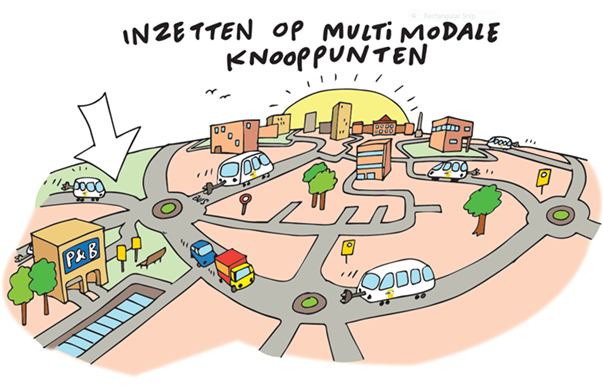 INZETTEN OP MULTIMODALE
KNOOPPUNTEN
P&B